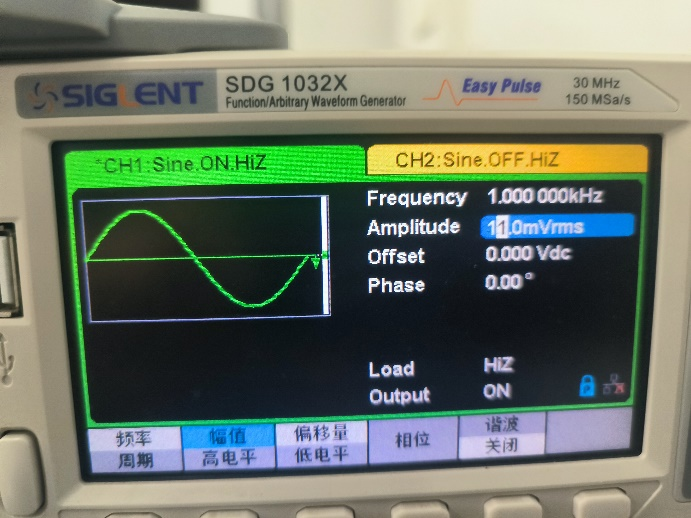 SIGLENT
SDG 1032X
Function/Arbitrary Waveform Generator
Easy Pulse
30 MHz
150 MSa/s
*CH1:Sine.ON.HiZ
CH2:Sine.OFF.HiZ
Frequency 1.000 000kHz
Amplitude 11.0mVrms
Offset 0.000 Vdc
Phase 0.00 °
Load HiZ
Output ON
频率 幅值 偏移量 相位 谐波
周期 高电平 低电平 关闭